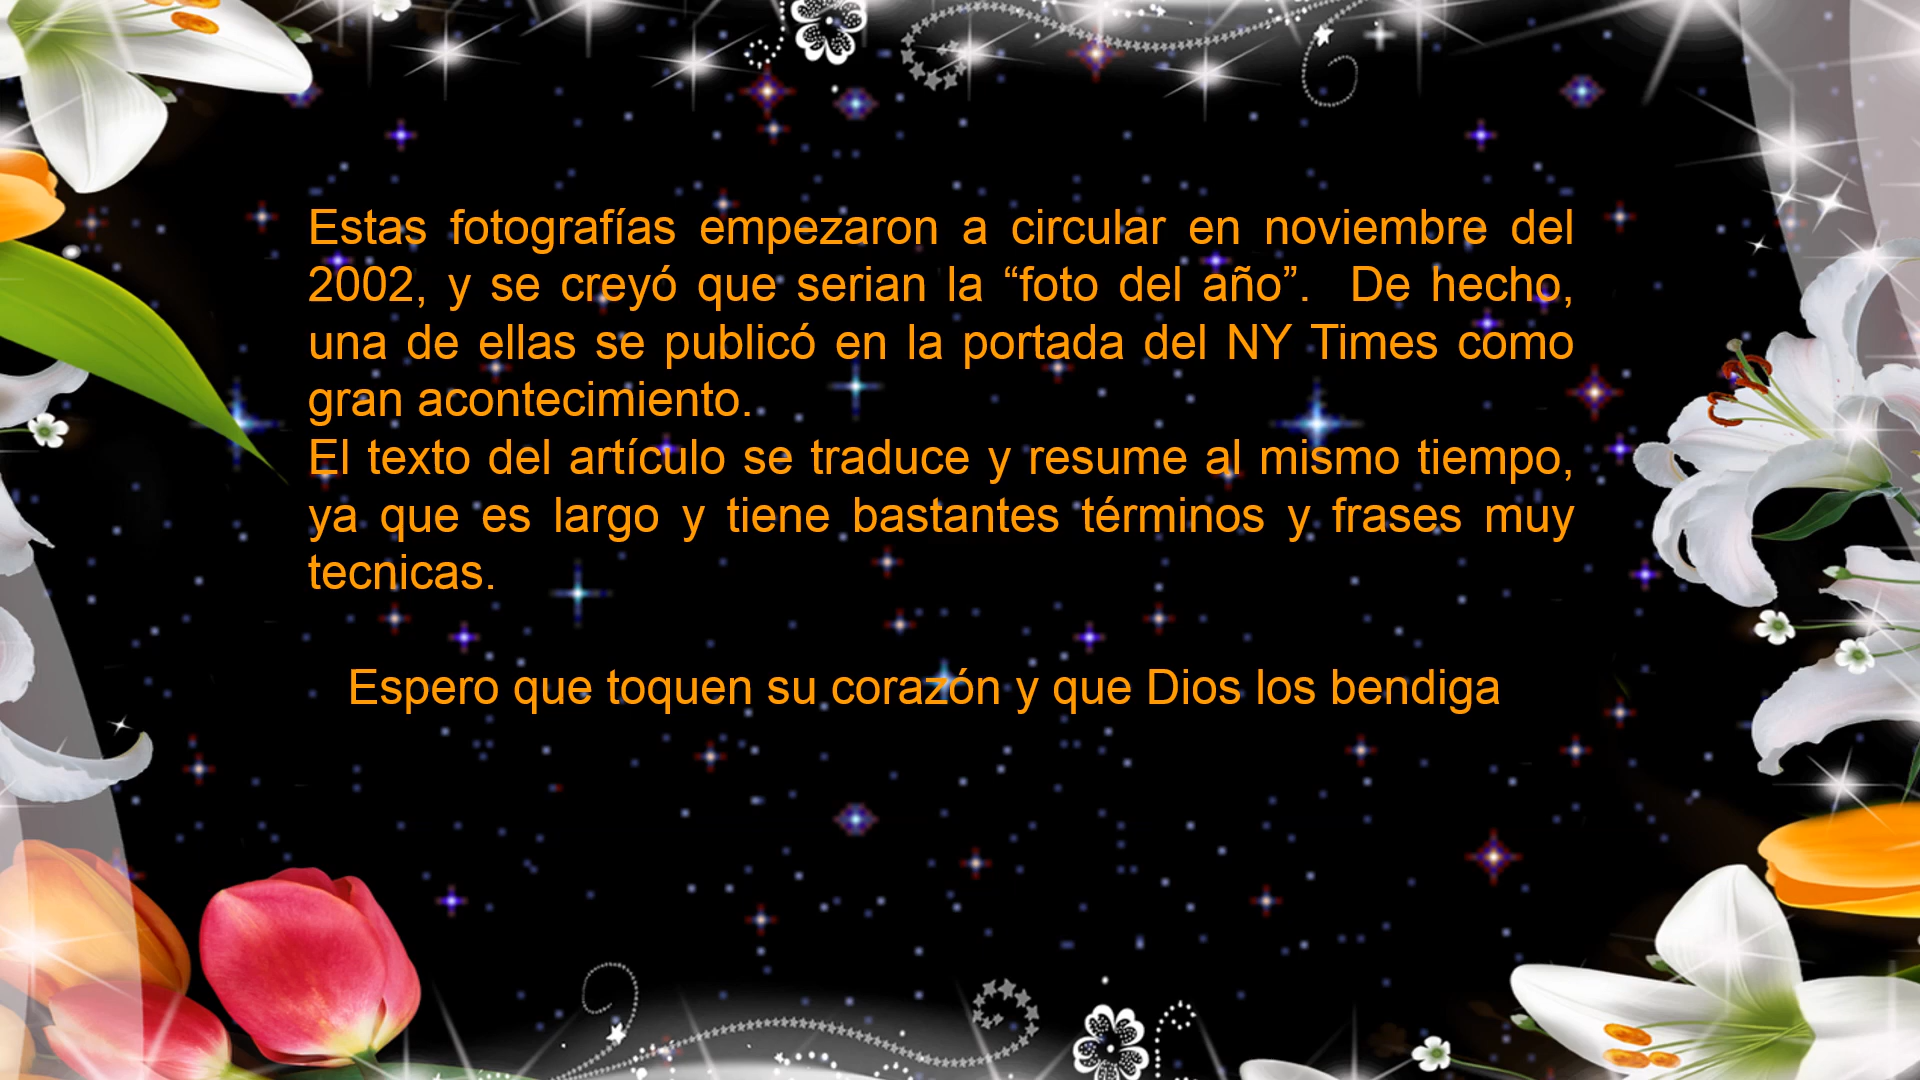 Estas fotografías empezaron a circular en noviembre del
2002, y se creyó que serian la “foto del año”. De hecho,
una de ellas se publicó en la portada del NY Times como
gran acontecimiento.
El texto del artículo se traduce y resume al mismo tiempo,
ya que es largo y tiene bastantes términos y frases muy
tecnicas.
Espero que toquen su corazón y que Dios los bendiga